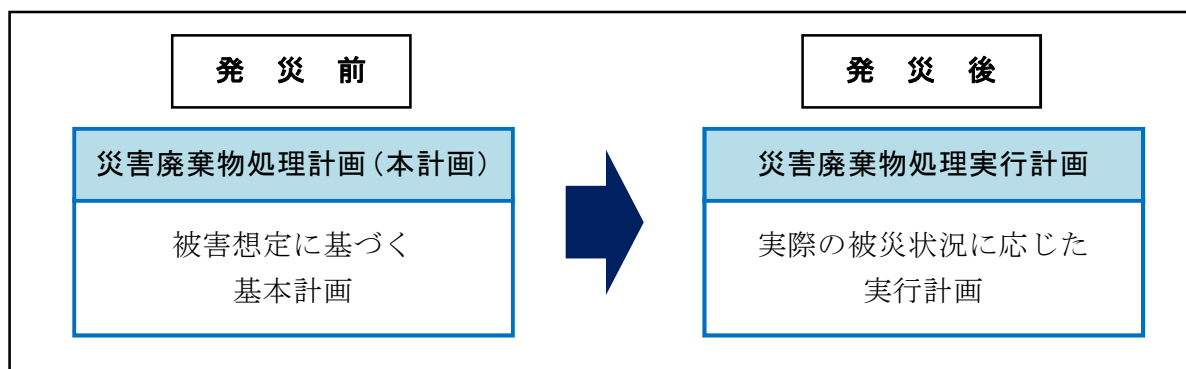 発 災 前
災害廃棄物処理計画(本計画)
被害想定に基づく
基本計画
発 災 後
災害廃棄物処理実行計画
実際の被災状況に応じた
実行計画